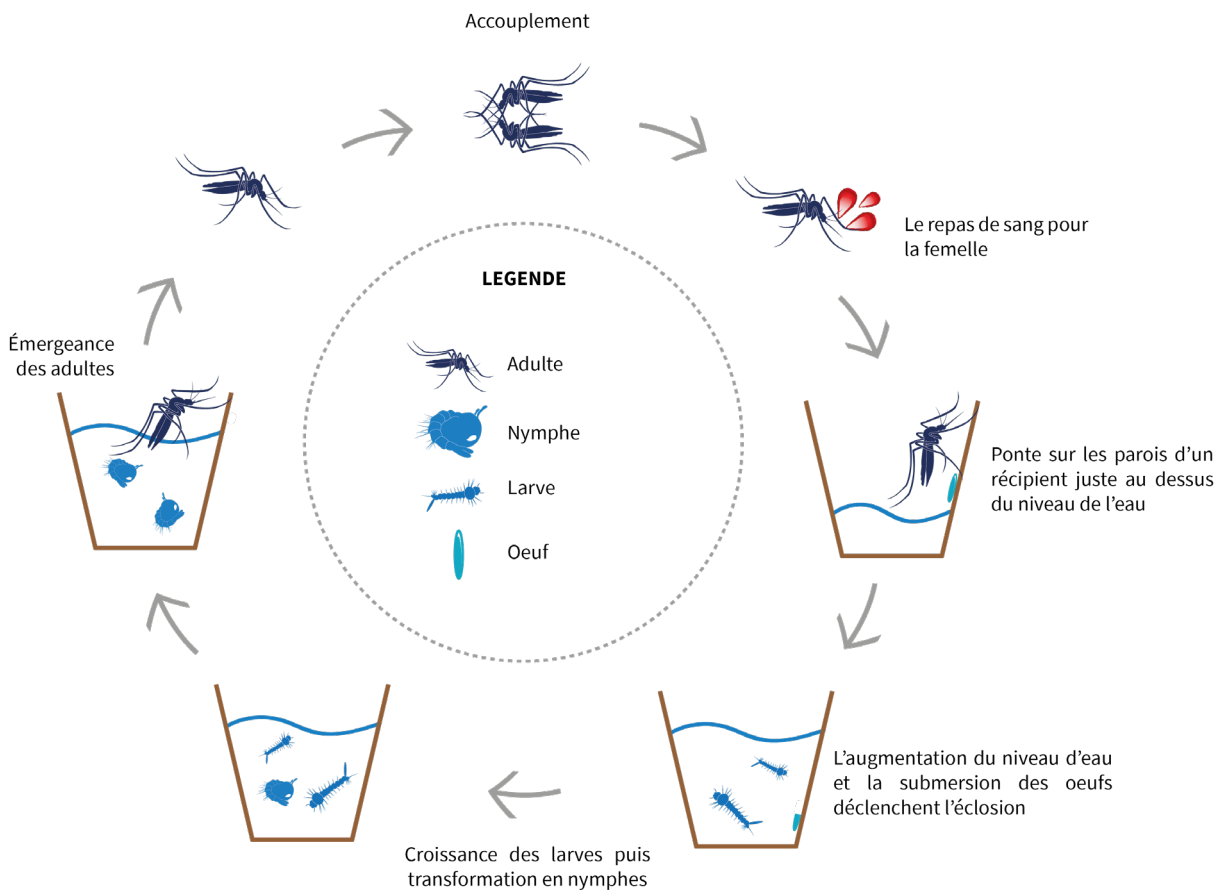 Accouplement
Le repas de sang pour
la femelle
LEGENDE
Émergeance
des adultes
Adulte
Nymphe
Larve
Oeuf
Ponte sur les parois d’un
récipient juste au dessus
du niveau de l’eau
L’augmentation du niveau d’eau
et la submersion des oeufs
déclenchent l’éclosion
Croissance des larves puis
transformation en nymphes